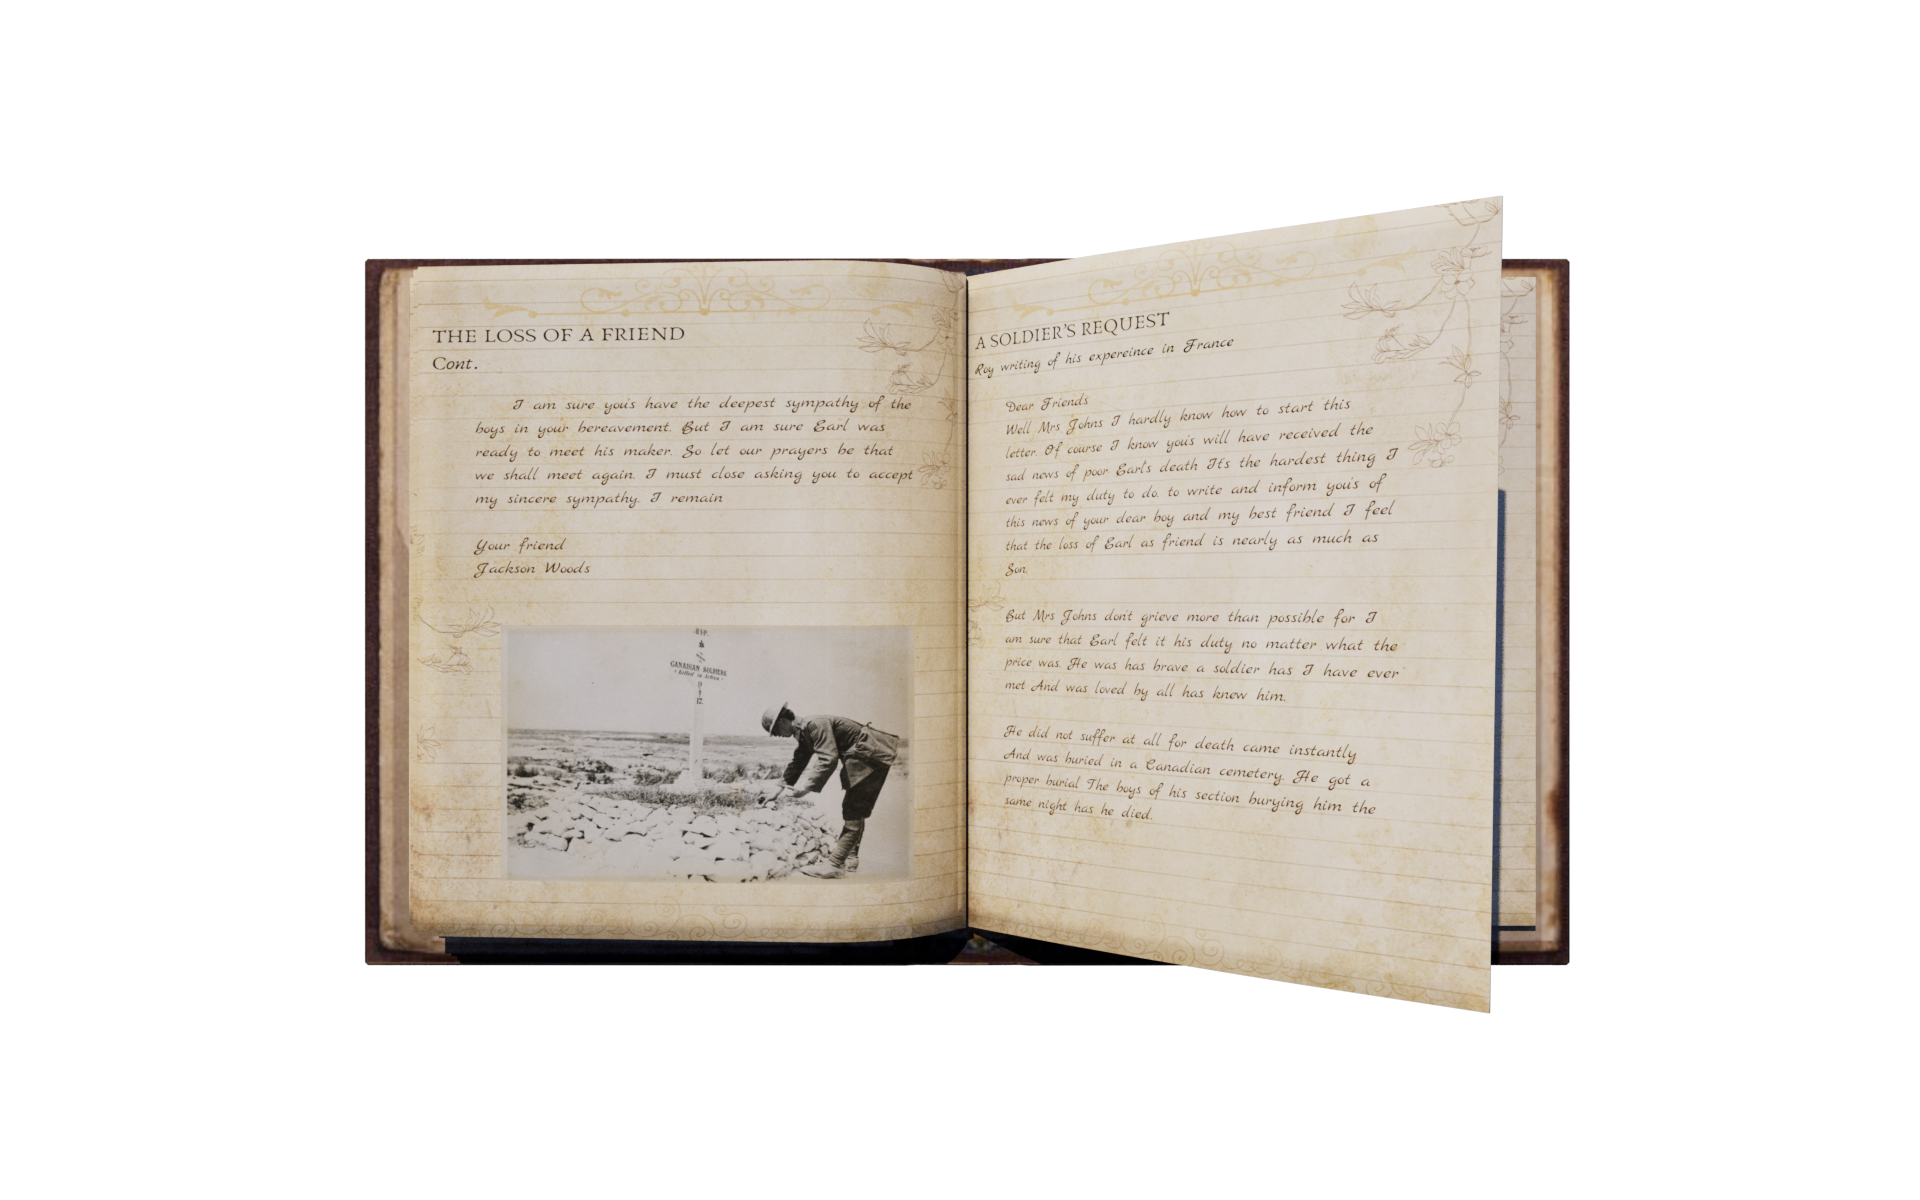 THE LOSS OF A FRIEND
Cont.
I am sure you's have the deepest sympathy of the
boys in your bereavement. But I am sure Earl was
ready to meet his maker. So let our prayers be that
we shall meet again. I must close asking you to accept
my sincere sympathy. I remain
Your friend
Jackson Woods
R.I.P.
CANADIAN SOLDIERS
"Killed in Action"
17.
A SOLDIER'S REQUEST
Roy writing of his expereince in France
Dear Friends
Well Mrs Johns I hardly know how to start this
letter. Of course I know you's will have received the
sad news of poor Earl's death It's the hardest thing I
ever felt my duty to do. to write and inform you's of
this news of your dear boy and my best friend I feel
that the loss of Earl as friend is nearly as much as
Son.
But Mrs Johns don't grieve more than possible for I
am sure that Earl felt it his duty no matter what the
price was. He was has brave a soldier has I have ever
met And was loved by all has knew him.
He did not suffer at all for death came instantly
And was buried in a Canadian cemetery. He got a
proper burial The boys of his section burying him the
same night has he died.